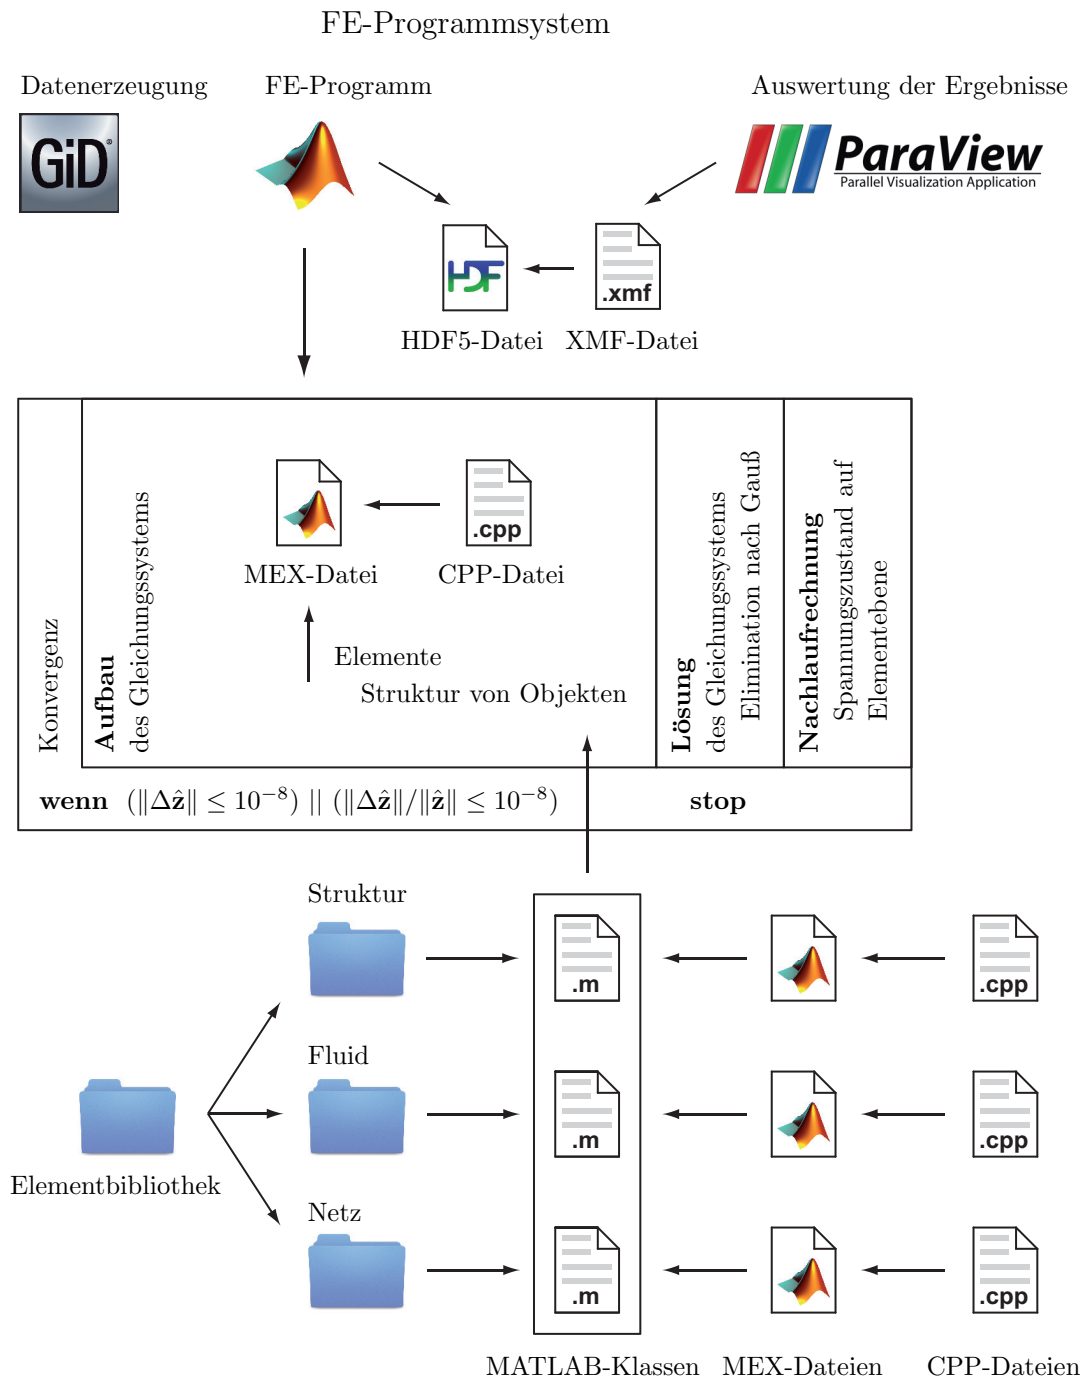 FE-Programmsystem
Datenerzeugung
FE-Programm
Auswertung der Ergebnisse
GiD®
ParaView
Parallel Visualization Application
HDF
.xmf
HDF5-Datei
XMF-Datei
Konvergenz
Aufbau
des Gleichungssystems
.cpp
MEX-Datei
CPP-Datei
Elemente
Struktur von Objekten
Lösung
des Gleichungssystems
Elimination nach Gauß
Nachlaufrechnung
Spannungszustand auf
Elementebene
wenn (‖Δẑ‖ ≤ 10⁻⁸) || (‖Δẑ‖/‖ẑ‖ ≤ 10⁻⁸) stop
Struktur
.m
.cpp
Fluid
.m
.cpp
Elementbibliothek
Netz
.m
.cpp
MATLAB-Klassen
MEX-Dateien
CPP-Dateien